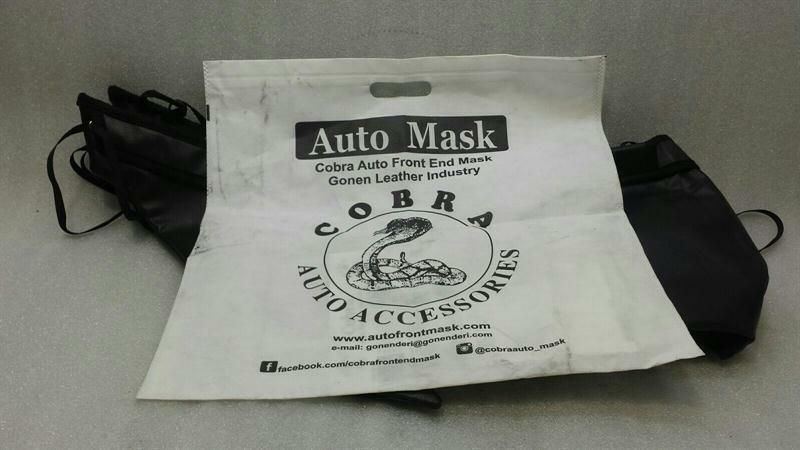 Auto Mask
Cobra Auto Front End Mask
Gonen Leather Industry
COBRA
AUTO ACCESSORIES
www.autofrontmask.com
e-mail: gonenderi@gonenderi.com
facebook.com/cobrafrontendmask
@cobraauto_mask